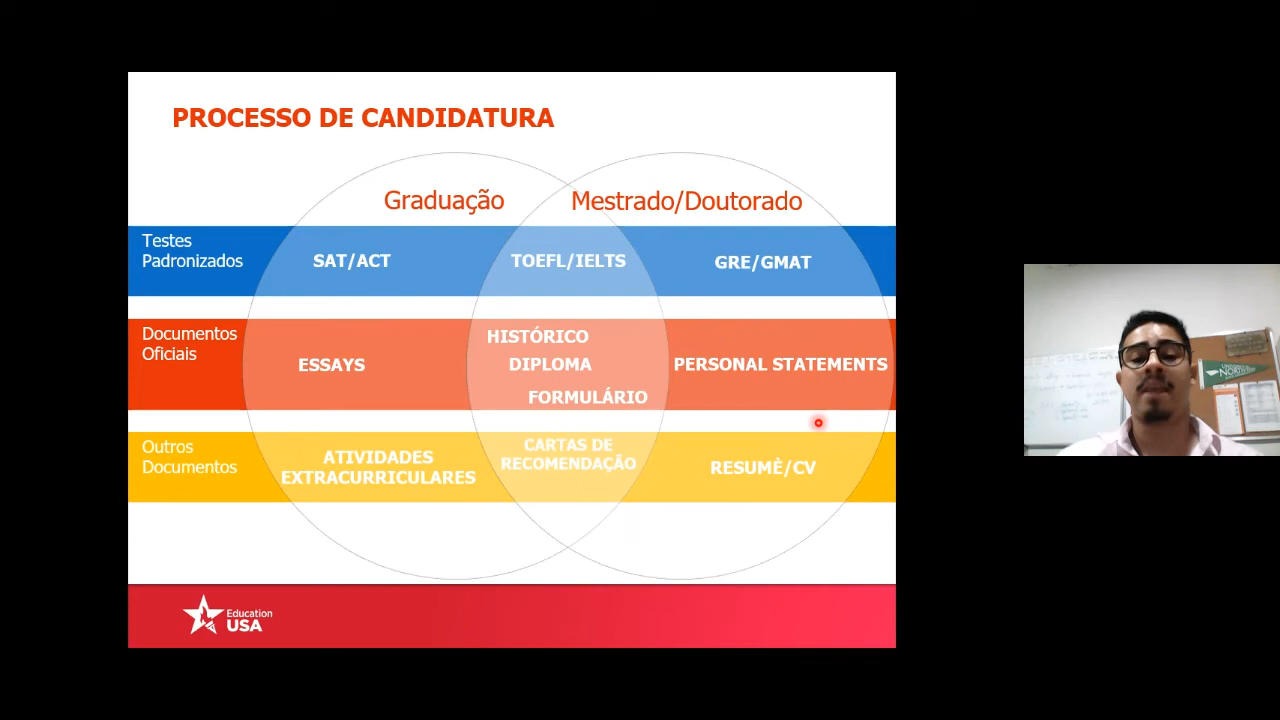 PROCESSO DE CANDIDATURA
Graduação
Mestrado/Doutorado
Testes
Padronizados
SAT/ACT
TOEFL/IELTS
GRE/GMAT
Documentos
Oficiais
ESSAYS
HISTÓRICO
DIPLOMA
FORMULÁRIO
PERSONAL STATEMENTS
Outros
Documentos
ATIVIDADES
EXTRACURRICULARES
CARTAS DE
RECOMENDAÇÃO
RESUMÈ/CV
Education
USA